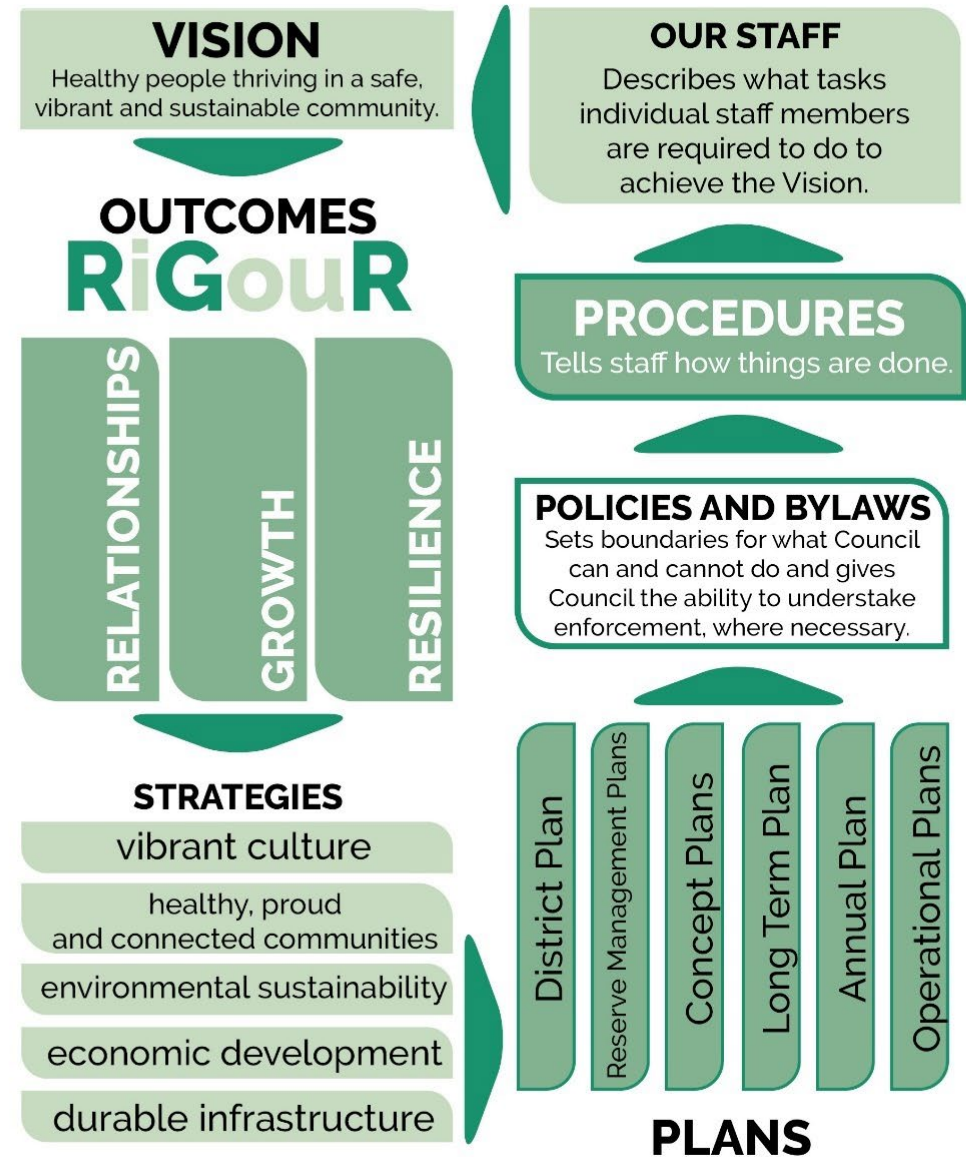 VISION
Healthy people thriving in a safe,
vibrant and sustainable community.
OUTCOMES
RiGouR
RELATIONSHIPS
GROWTH
RESILIENCE
STRATEGIES
vibrant culture
healthy, proud
and connected communities
environmental sustainability
economic development
durable infrastructure
PLANS
District Plan
Reserve Management Plans
Concept Plans
Long Term Plan
Annual Plan
Operational Plans
POLICIES AND BYLAWS
Sets boundaries for what Council
can and cannot do and gives
Council the ability to understake
enforcement, where necessary.
PROCEDURES
Tells staff how things are done.
OUR STAFF
Describes what tasks
individual staff members
are required to do to
achieve the Vision.